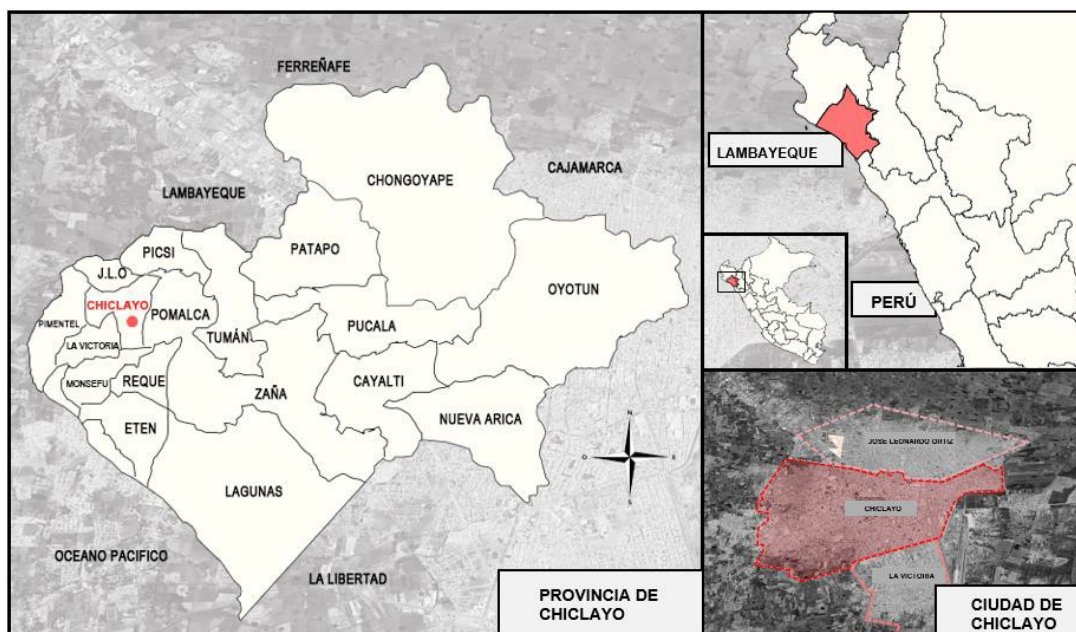 FERREÑAFE
CAJAMARCA
CHONGOYAPE
LAMBAYEQUE
PATAPO
PICSI
J.L.O
CHICLAYO
POMALCA
OYOTUN
PIMENTEL
PUCALA
TUMÁN
LA VICTORIA
MONSEFU
REQUE
CAYALTI
ZAÑA
ETEN
NUEVA ARICA
N
O
E
S
LAGUNAS
OCEANO PACIFICO
LA LIBERTAD
PROVINCIA DE
CHICLAYO
LAMBAYEQUE
PERÚ
JOSE LEONARDO ORTIZ
CHICLAYO
LA VICTORIA
CIUDAD DE
CHICLAYO